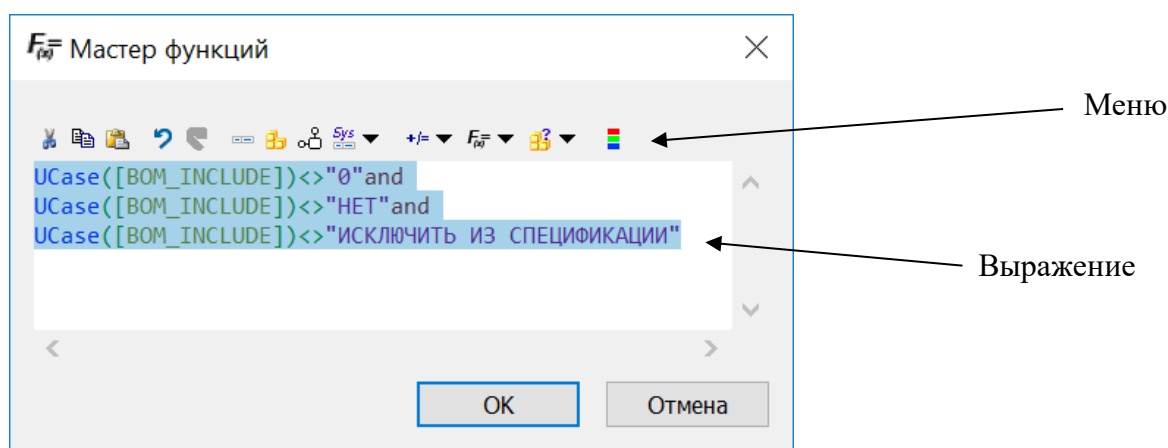 F(x)= Мастер функций
Меню
Sys +/= F(x)= ?
UCase([BOM_INCLUDE])<>"0"and
UCase([BOM_INCLUDE])<>"НЕТ"and
UCase([BOM_INCLUDE])<>"ИСКЛЮЧИТЬ ИЗ СПЕЦИФИКАЦИИ"
Выражение
OK Отмена